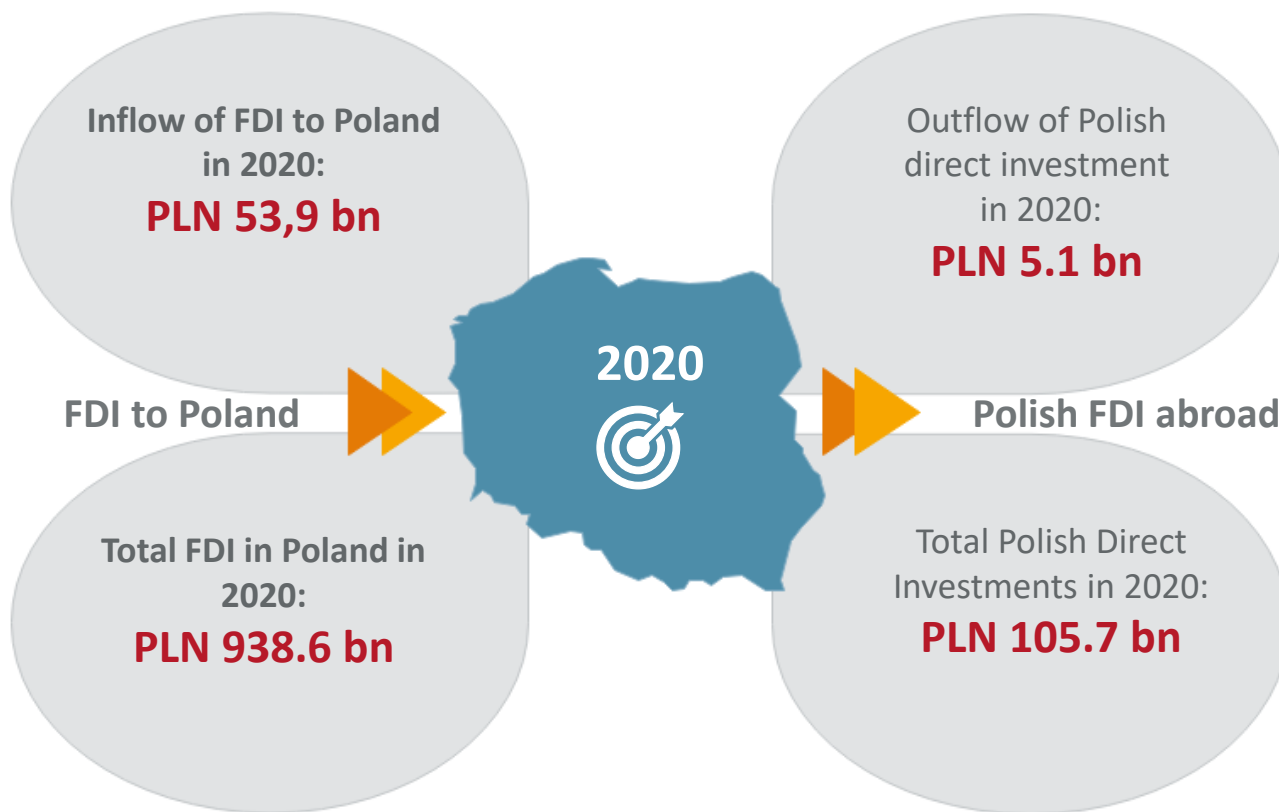 Inflow of FDI to Poland
in 2020:
PLN 53,9 bn
Outflow of Polish
direct investment
in 2020:
PLN 5.1 bn
2020
FDI to Poland
Polish FDI abroad
Total FDI in Poland in
2020:
PLN 938.6 bn
Total Polish Direct
Investments in 2020:
PLN 105.7 bn